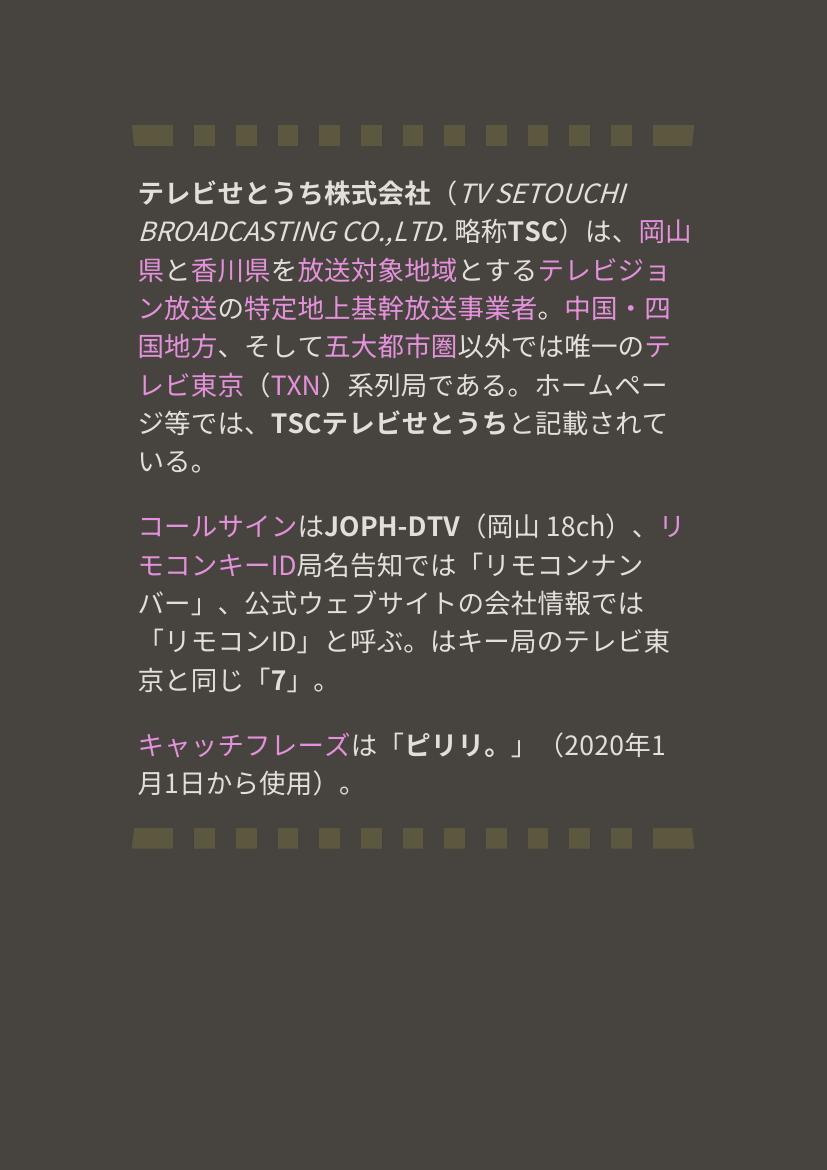 テレビせとうち株式会社（TV SETOUCHI
BROADCASTING CO.,LTD. 略称TSC）は、岡山
県と香川県を放送対象地域とするテレビジョ
ン放送の特定地上基幹放送事業者。中国・四
国地方、そして五大都市圏以外では唯一のテ
レビ東京（TXN）系列局である。ホームペー
ジ等では、TSCテレビせとうちと記載されて
いる。
コールサインはJOPH-DTV（岡山 18ch）、リ
モコンキーID局名告知では「リモコンナン
バー」、公式ウェブサイトの会社情報では
「リモコンID」と呼ぶ。はキー局のテレビ東
京と同じ「7」。
キャッチフレーズは「ピリリ。」（2020年1
月1日から使用）。